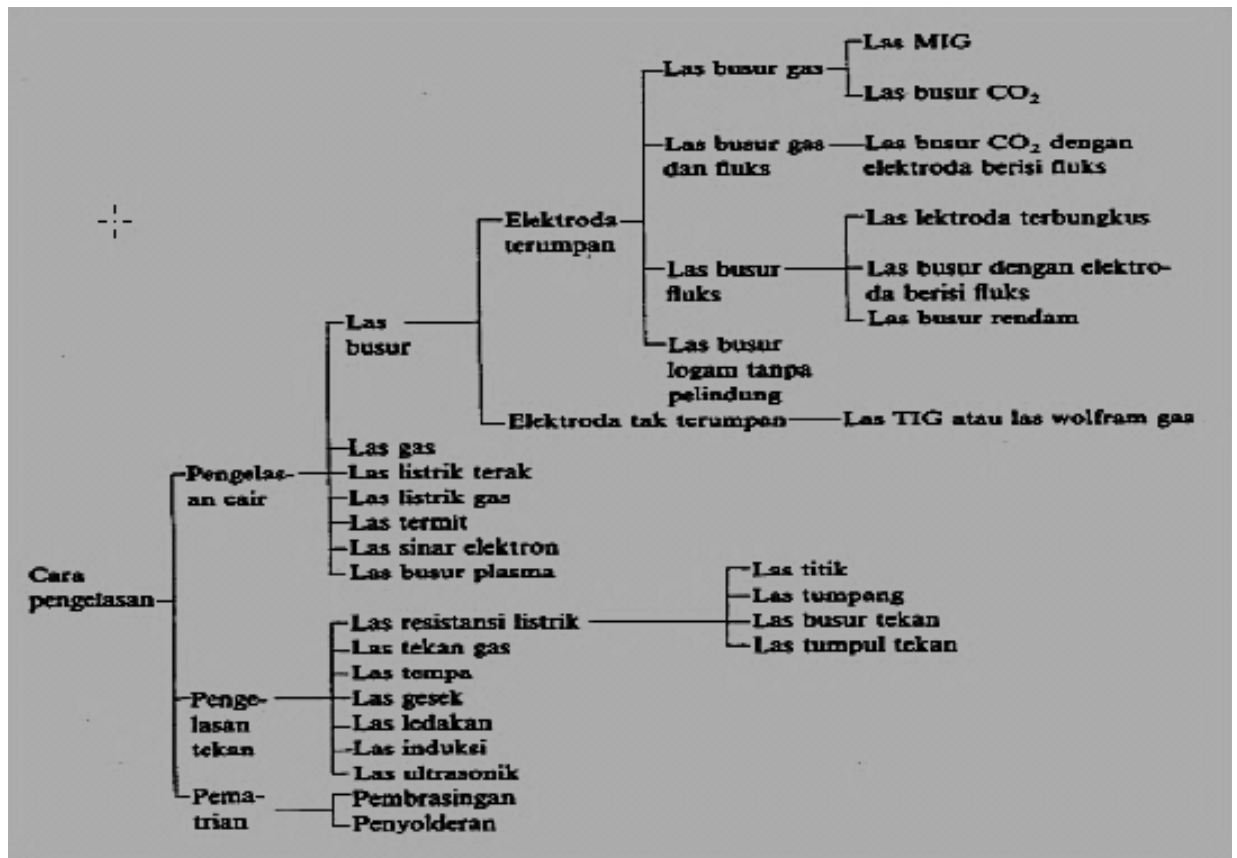 Las MIG
Las busur gas
Las busur CO₂
Las busur gas
dan fluks
Las busur CO₂ dengan
elektroda berisi fluks
Elektroda
terumpan
Las lektroda terbungkus
Las busur
fluks
Las busur dengan elektro-
da berisi fluks
Las busur rendam
Las
busur
Las busur
logam tanpa
pelindung
Elektroda tak terumpan
Las TIG atau las wolfram gas
Pengelas-
an cair
Las gas
Las listrik terak
Las listrik gas
Las termit
Las sinar elektron
Las busur plasma
Cara
pengelasan
Las titik
Las tumpang
Las busur tekan
Las tumpul tekan
Las resistansi listrik
Las tekan gas
Las tempa
Penge-
lasan
tekan
Las gesek
Las ledakan
Las induksi
Las ultrasonik
Pema-
trian
Pembrasingan
Penyolderan